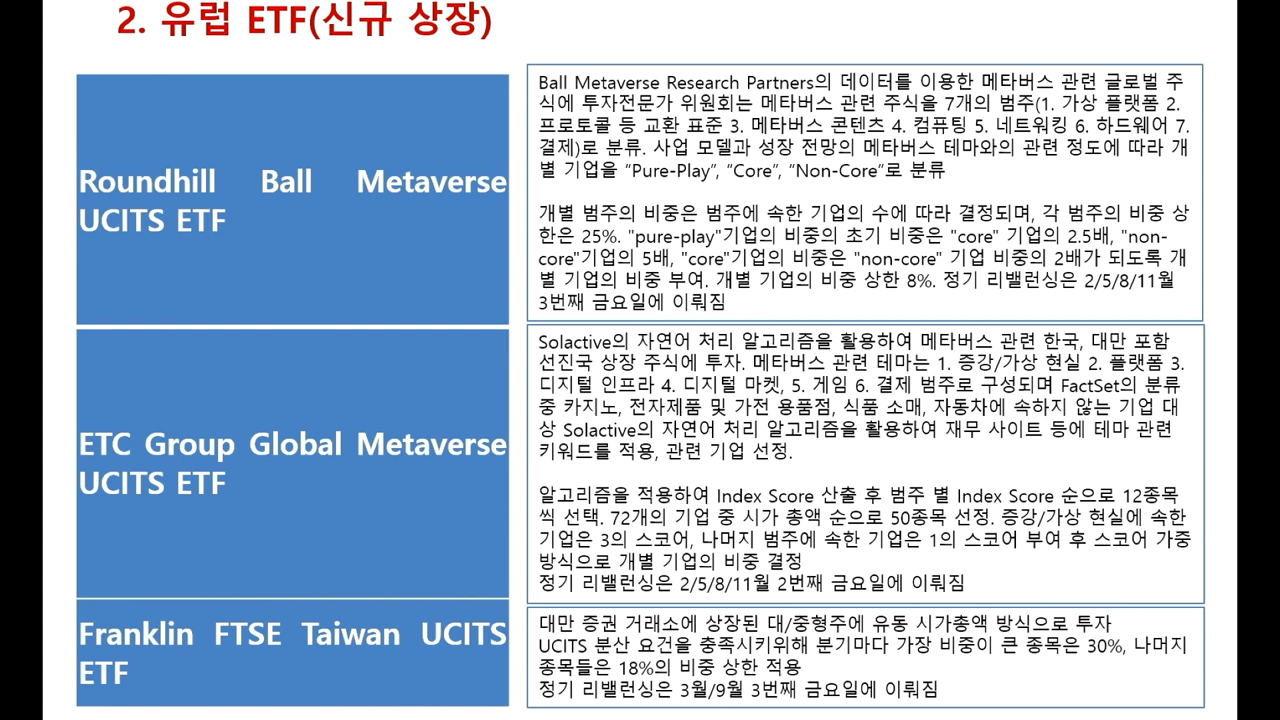 2. 유럽 ETF(신규 상장)
Roundhill Ball Metaverse
UCITS ETF
Ball Metaverse Research Partners의 데이터를 이용한 메타버스 관련 글로벌 주
식에 투자전문가 위원회는 메타버스 관련 주식을 7개의 범주(1. 가상 플랫폼 2.
프로토콜 등 교환 표준 3. 메타버스 콘텐츠 4. 컴퓨팅 5. 네트워킹 6. 하드웨어 7.
결제)로 분류. 사업 모델과 성장 전망의 메타버스 테마와의 관련 정도에 따라 개
별 기업을 “Pure-Play”, “Core”, “Non-Core”로 분류
개별 범주의 비중은 범주에 속한 기업의 수에 따라 결정되며, 각 범주의 비중 상
한은 25%. "pure-play"기업의 비중의 초기 비중은 "core" 기업의 2.5배, "non-
core"기업의 5배, "core"기업의 비중은 "non-core" 기업 비중의 2배가 되도록 개
별 기업의 비중 부여. 개별 기업의 비중 상한 8%. 정기 리밸런싱은 2/5/8/11월
3번째 금요일에 이뤄짐
ETC Group Global Metaverse
UCITS ETF
Solactive의 자연어 처리 알고리즘을 활용하여 메타버스 관련 한국, 대만 포함
선진국 상장 주식에 투자. 메타버스 관련 테마는 1. 증강/가상 현실 2. 플랫폼 3.
디지털 인프라 4. 디지털 마켓, 5. 게임 6. 결제 범주로 구성되며 FactSet의 분류
중 카지노, 전자제품 및 가전 용품점, 식품 소매, 자동차에 속하지 않는 기업 대
상 Solactive의 자연어 처리 알고리즘을 활용하여 재무 사이트 등에 테마 관련
키워드를 적용, 관련 기업 선정.
알고리즘을 적용하여 Index Score 산출 후 범주 별 Index Score 순으로 12종목
씩 선택. 72개의 기업 중 시가 총액 순으로 50종목 선정. 증강/가상 현실에 속한
기업은 3의 스코어, 나머지 범주에 속한 기업은 1의 스코어 부여 후 스코어 가중
방식으로 개별 기업의 비중 결정
정기 리밸런싱은 2/5/8/11월 2번째 금요일에 이뤄짐
Franklin FTSE Taiwan UCITS
ETF
대만 증권 거래소에 상장된 대/중형주에 유동 시가총액 방식으로 투자
UCITS 분산 요건을 충족시키위해 분기마다 가장 비중이 큰 종목은 30%, 나머지
종목들은 18%의 비중 상한 적용
정기 리밸런싱은 3월/9월 3번째 금요일에 이뤄짐